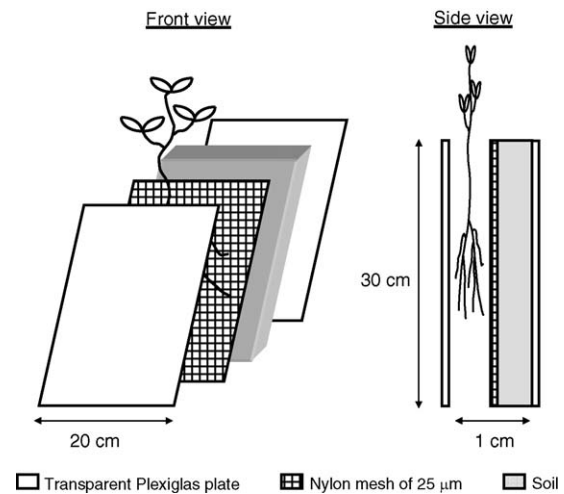 Front view
Side view
30 cm
20 cm
1 cm
Transparent Plexiglas plate
Nylon mesh of 25 μm
Soil